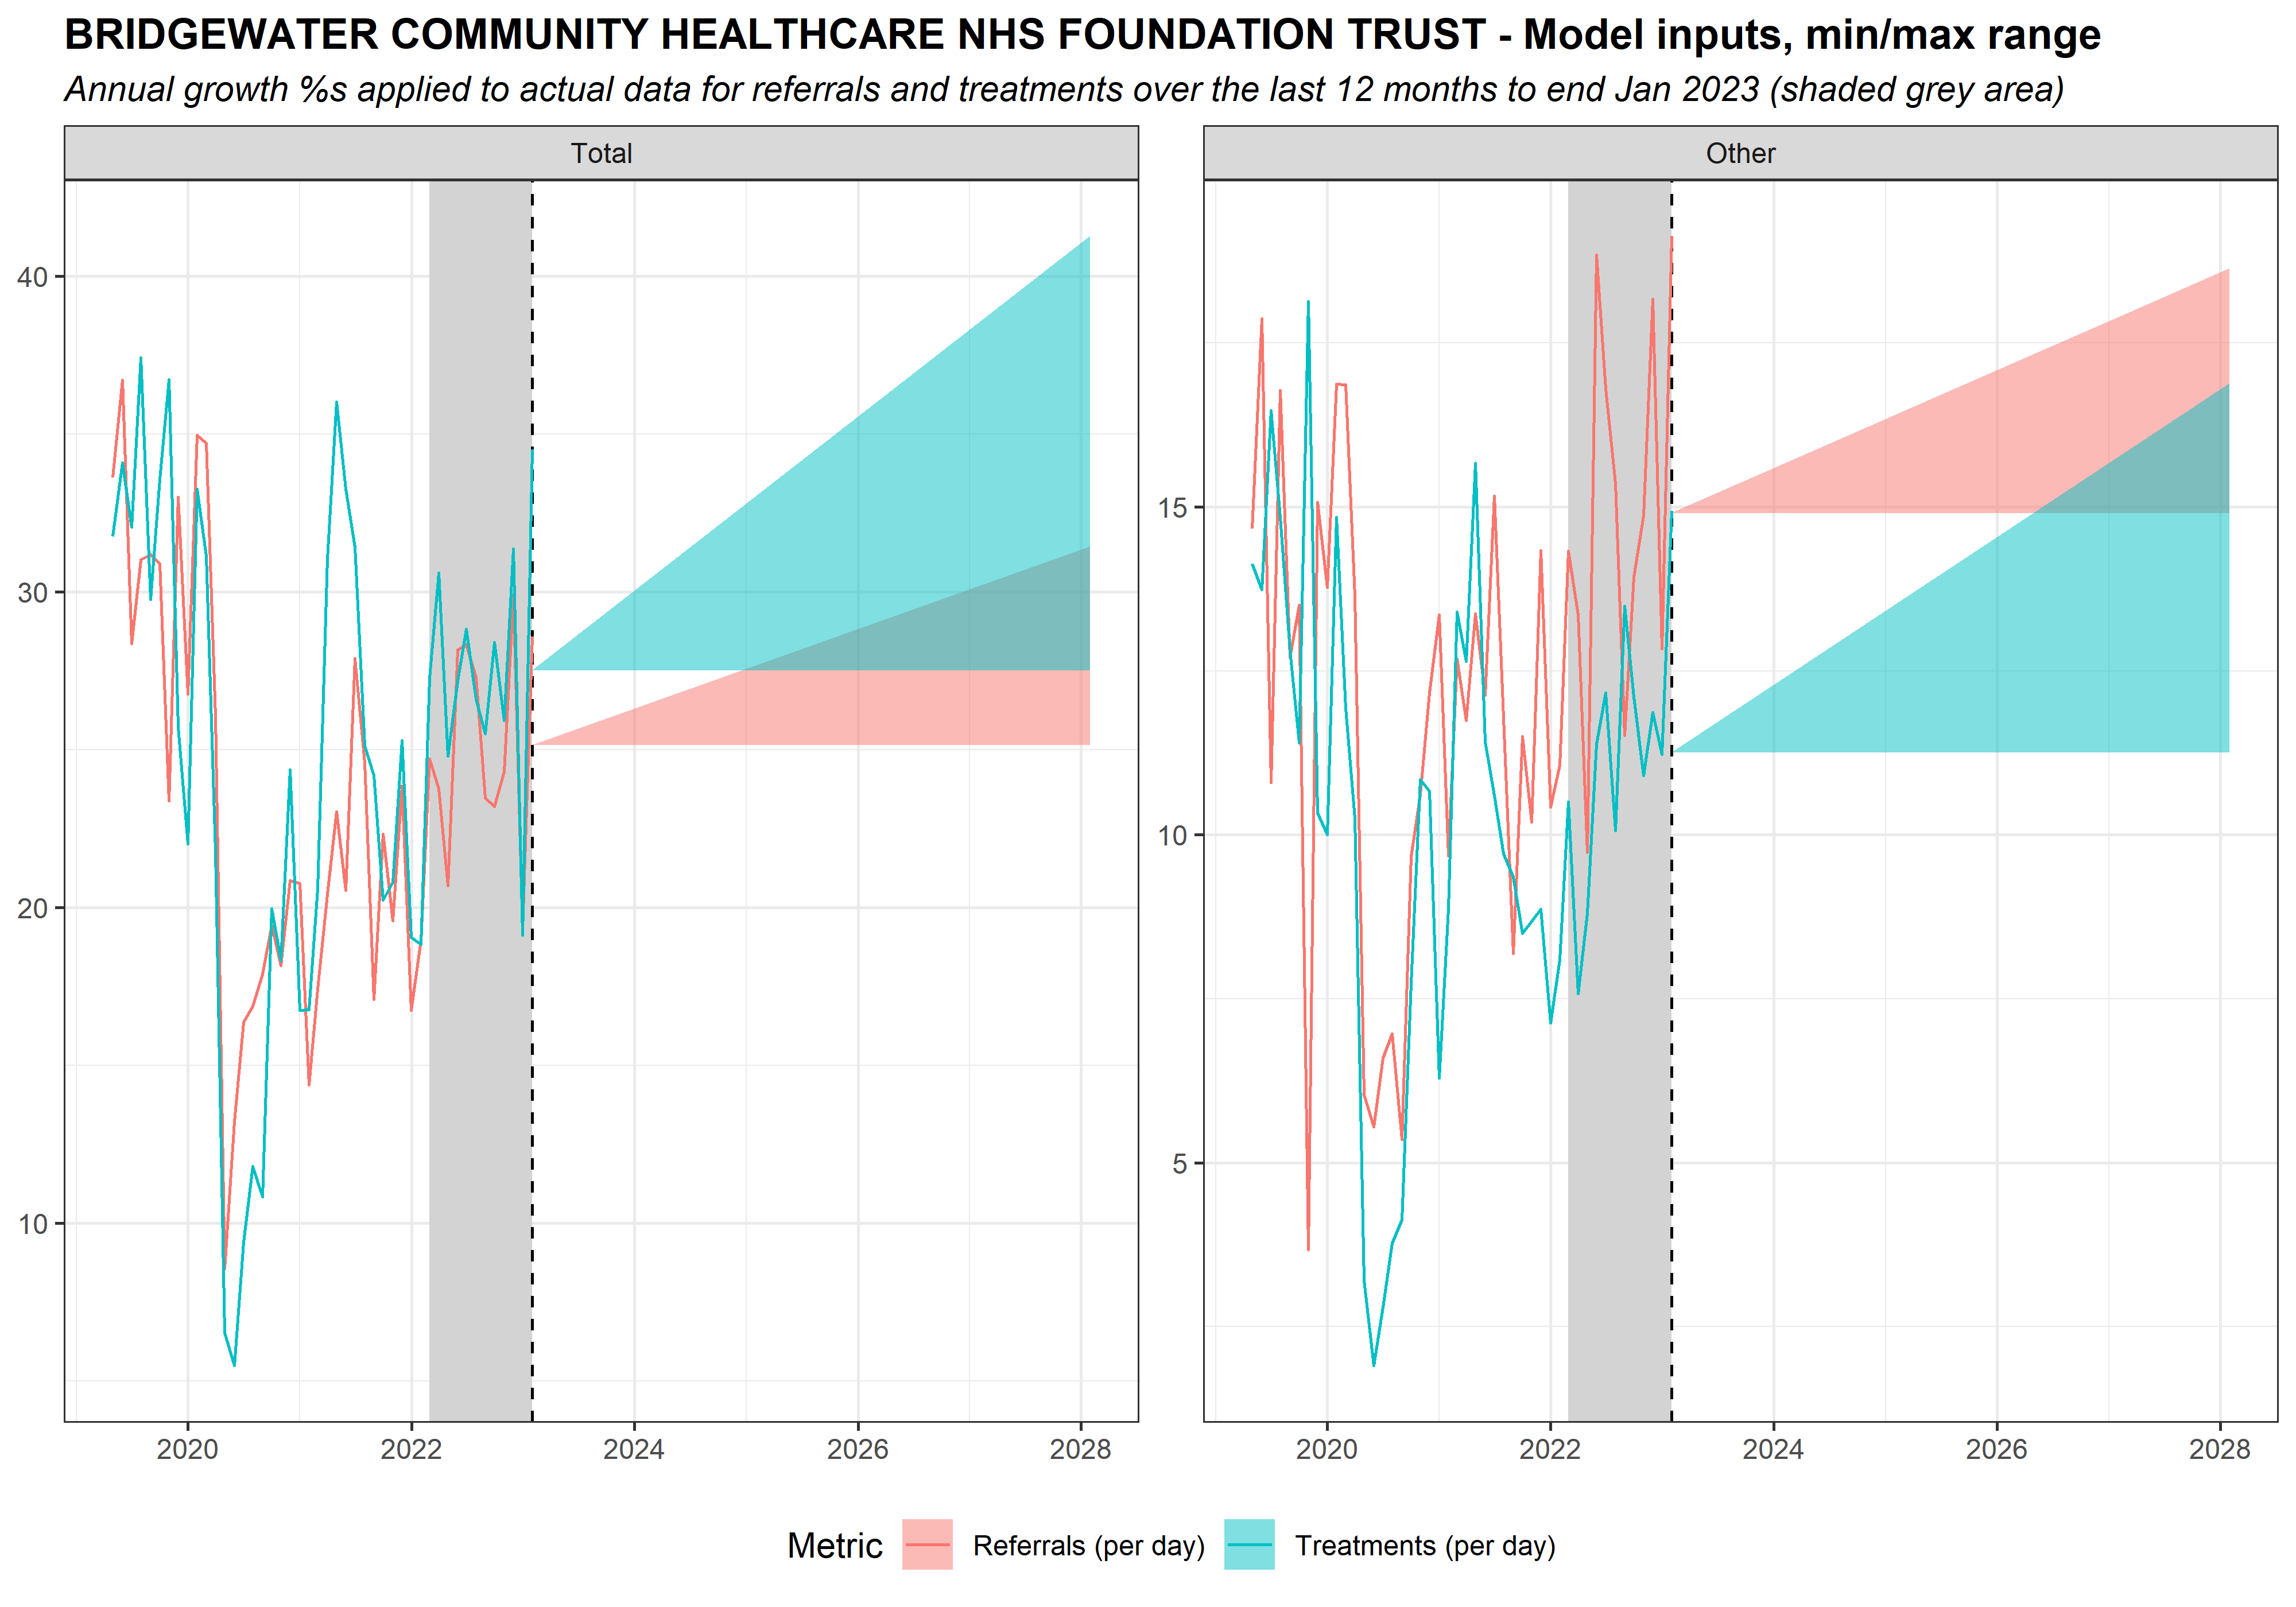 BRIDGEWATER COMMUNITY HEALTHCARE NHS FOUNDATION TRUST - Model inputs, min/max range
Annual growth %s applied to actual data for referrals and treatments over the last 12 months to end Jan 2023 (shaded grey area)
Total
Other
40
30
20
10
15
10
5
2020 2022 2024 2026 2028
2020 2022 2024 2026 2028
Metric Referrals (per day) Treatments (per day)